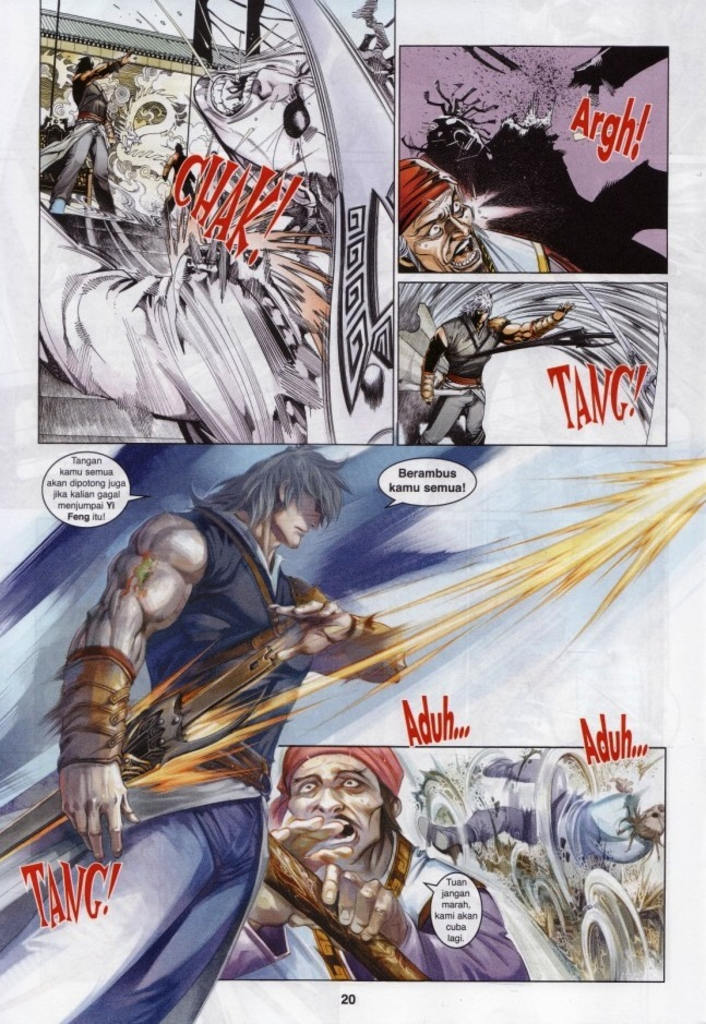 CHAK!
Argh!
TANG!
Tangan
kamu semua
akan dipotong juga
jika kalian gagal
menjumpai Yi
Feng itu!
Berambus
kamu semua!
Aduh...
Aduh...
TANG!
Tuan
jangan
marah,
kami akan
cuba
lagi.
20